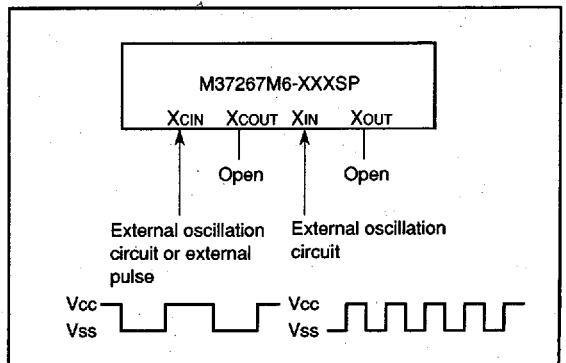 M37267M6-XXXSP
XCIN XCOUT XIN XOUT
Open Open
External oscillation
circuit or external
pulse
External oscillation
circuit
Vcc
Vss
Vcc
Vss